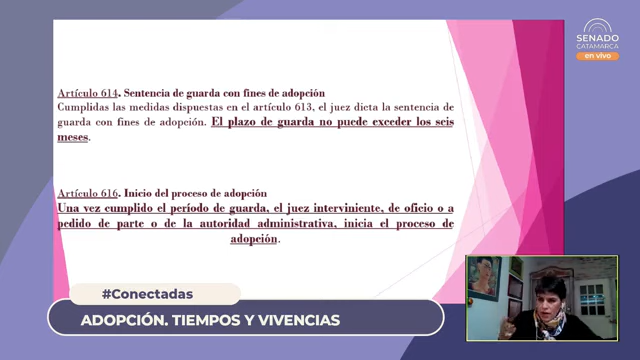 SENADO
CATAMARCA
en vivo
Artículo 614. Sentencia de guarda con fines de adopción
Cumplidas las medidas dispuestas en el artículo 613, el juez dicta la sentencia de
guarda con fines de adopción. El plazo de guarda no puede exceder los seis
meses.
Artículo 616. Inicio del proceso de adopción
Una vez cumplido el período de guarda, el juez interviniente, de oficio o a
pedido de parte o de la autoridad administrativa, inicia el proceso de
adopción.
#Conectadas
ADOPCIÓN. TIEMPOS Y VIVENCIAS